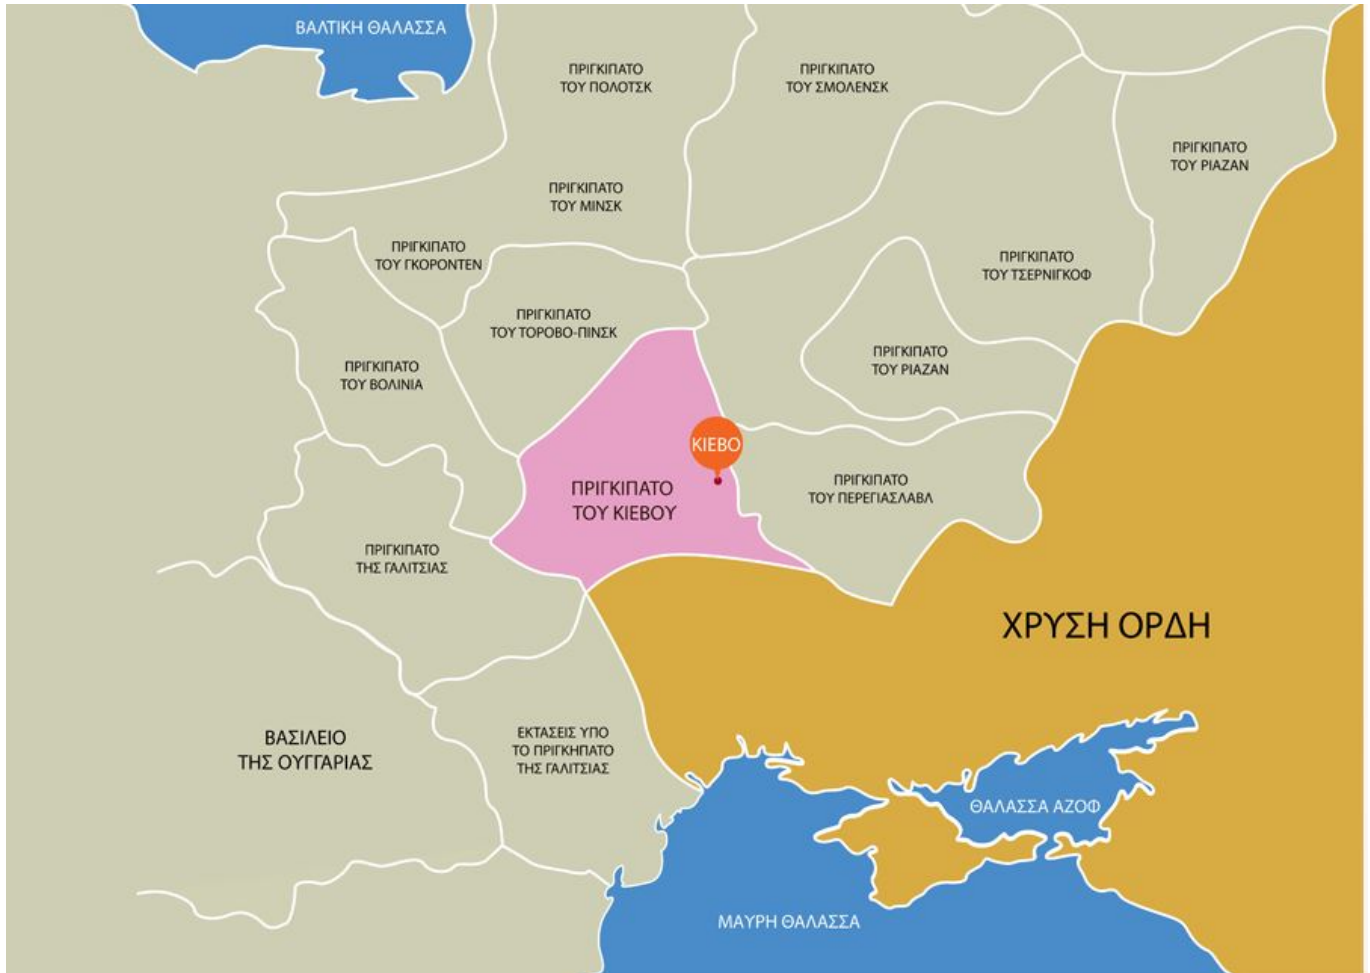 ΒΑΛΤΙΚΗ ΘΑΛΑΣΣΑ
ΠΡΙΓΚΙΠΑΤΟ
ΤΟΥ ΠΟΛΟΤΣΚ
ΠΡΙΓΚΙΠΑΤΟ
ΤΟΥ ΣΜΟΛΕΝΣΚ
ΠΡΙΓΚΙΠΑΤΟ
ΤΟΥ ΡΙΑΖΑΝ
ΠΡΙΓΚΙΠΑΤΟ
ΤΟΥ ΜΙΝΣΚ
ΠΡΙΓΚΙΠΑΤΟ
ΤΟΥ ΓΚΟΡΟΝΤΕΝ
ΠΡΙΓΚΙΠΑΤΟ
ΤΟΥ ΤΣΕΡΝΙΓΚΟΦ
ΠΡΙΓΚΙΠΑΤΟ
ΤΟΥ ΤΟΡΟΒΟ-ΠΙΝΣΚ
ΠΡΙΓΚΙΠΑΤΟ
ΤΟΥ ΡΙΑΖΑΝ
ΠΡΙΓΚΙΠΑΤΟ
ΤΟΥ ΒΟΛΙΝΙΑ
ΚΙΕΒΟ
ΠΡΙΓΚΙΠΑΤΟ
ΤΟΥ ΚΙΕΒΟΥ
ΠΡΙΓΚΙΠΑΤΟ
ΤΟΥ ΠΕΡΕΓΙΑΣΛΑΒΛ
ΠΡΙΓΚΙΠΑΤΟ
ΤΗΣ ΓΑΛΙΤΣΙΑΣ
ΧΡΥΣΗ ΟΡΔΗ
ΒΑΣΙΛΕΙΟ
ΤΗΣ ΟΥΓΓΑΡΙΑΣ
ΕΚΤΑΣΕΙΣ ΥΠΟ
ΤΟ ΠΡΙΓΚΗΠΑΤΟ
ΤΗΣ ΓΑΛΙΤΣΙΑΣ
ΘΑΛΑΣΣΑ ΑΖΟΦ
ΜΑΥΡΗ ΘΑΛΑΣΣΑ